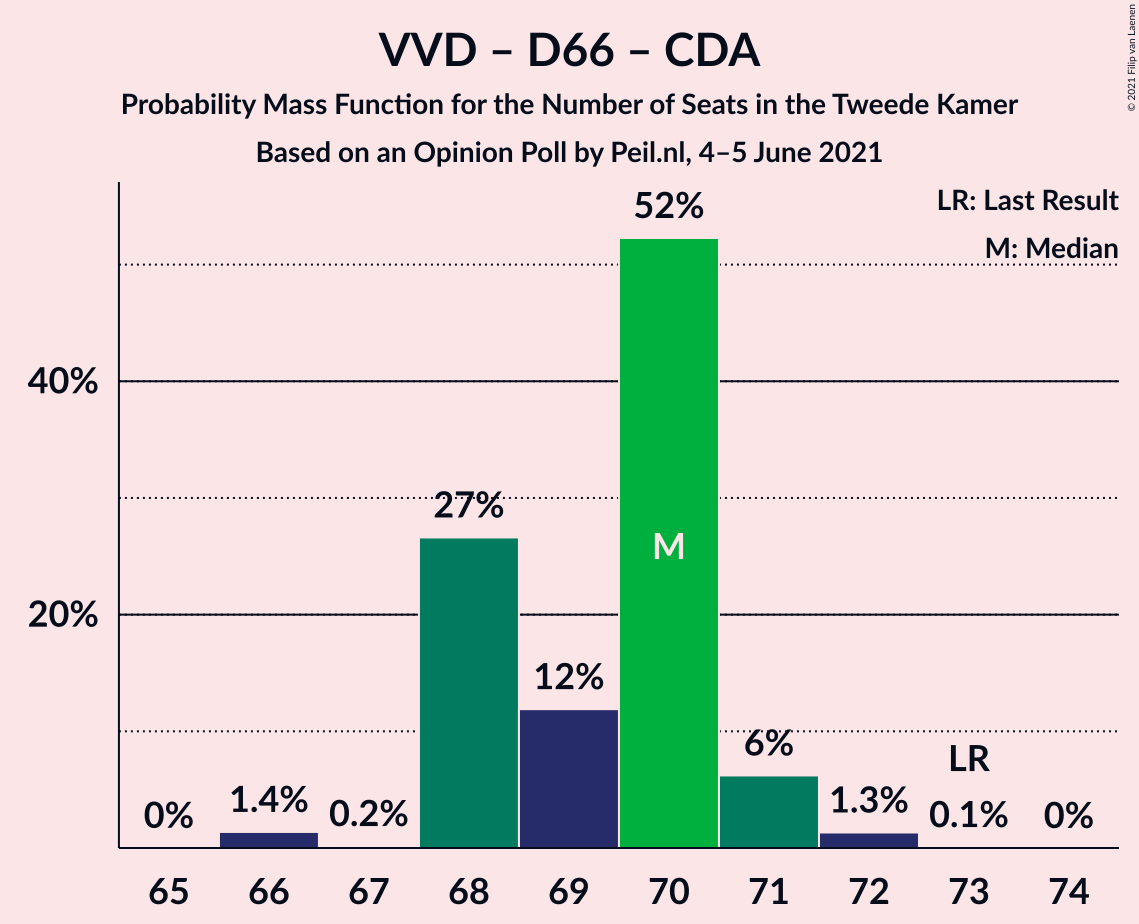 VVD – D66 – CDA
Probability Mass Function for the Number of Seats in the Tweede Kamer
Based on an Opinion Poll by Peil.nl, 4–5 June 2021
© 2021 Filip van Laenen
LR: Last Result
M: Median
40%
20%
0%
1.4%
0.2%
27%
12%
52%
M
6%
1.3%
LR
0.1%
0%
65 66 67 68 69 70 71 72 73 74